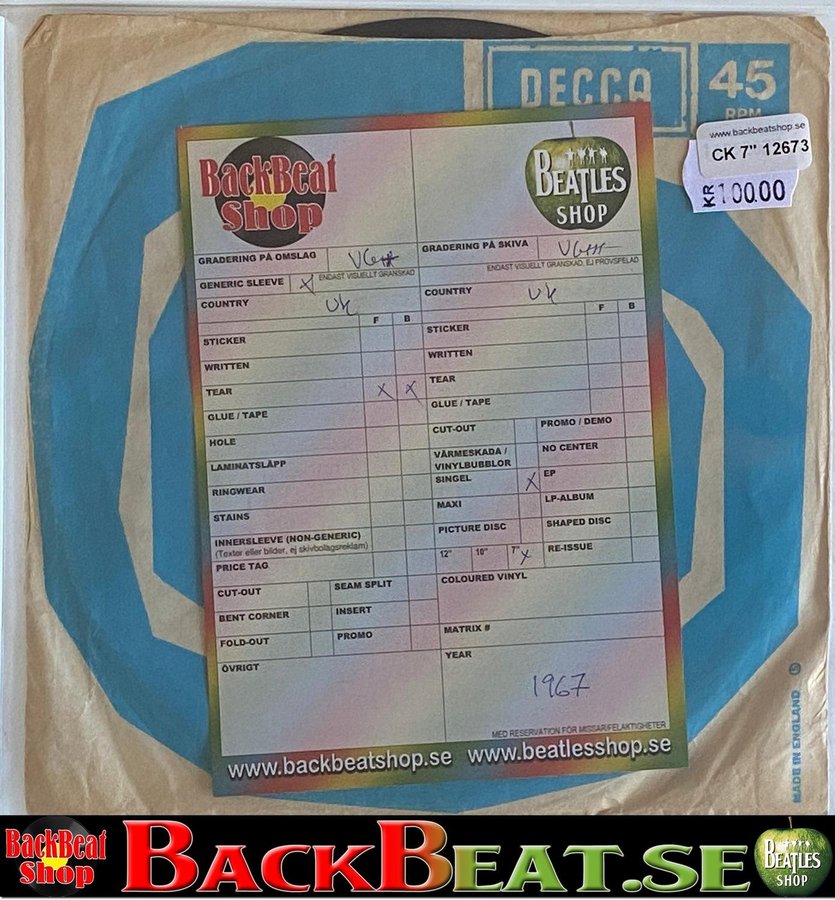 DECCA
45
RPM
www.backbeatshop.se
CK 7" 12673
KR 100.00
BackBeat
Shop
BEATLES
SHOP
GRADERING PÅ OMSLAG
ENDAST VISUELLT GRANSKAD
GENERIC SLEEVE X
COUNTRY UK
F B
STICKER
WRITTEN
TEAR X X
GLUE / TAPE
HOLE
LAMINATSLÄPP
RINGWEAR
STAINS
INNERSLEEVE (NON-GENERIC)
(Texter eller bilder, ej skivbolagsreklam)
PRICE TAG
CUT-OUT SEAM SPLIT
BENT CORNER INSERT
FOLD-OUT PROMO
ÖVRIGT
GRADERING PÅ SKIVA
ENDAST VISUELLT GRANSKAD, EJ PROVSPELAD
COUNTRY UK
F B
STICKER
WRITTEN
TEAR
GLUE / TAPE
CUT-OUT PROMO / DEMO
VÄRMESKADA /
VINYLBUBBLOR NO CENTER
SINGEL X EP
MAXI LP-ALBUM
PICTURE DISC SHAPED DISC
12" 10" 7" X RE-ISSUE
COLOURED VINYL
MATRIX #
YEAR
1967
MED RESERVATION FÖR MISSAR/FELAKTIGHETER
www.backbeatshop.se www.beatlesshop.se
MADE IN ENGLAND
BackBeat
Shop
BACKBEAT.SE
BEATLES
SHOP